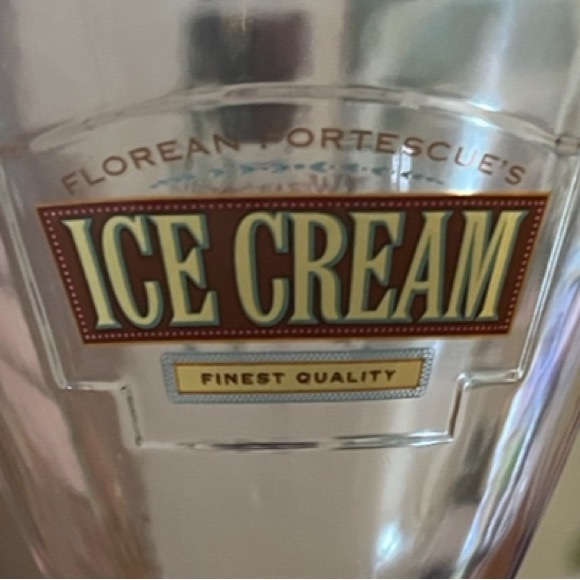 FLOREAN FORTESCUE'S
ICE CREAM
FINEST QUALITY